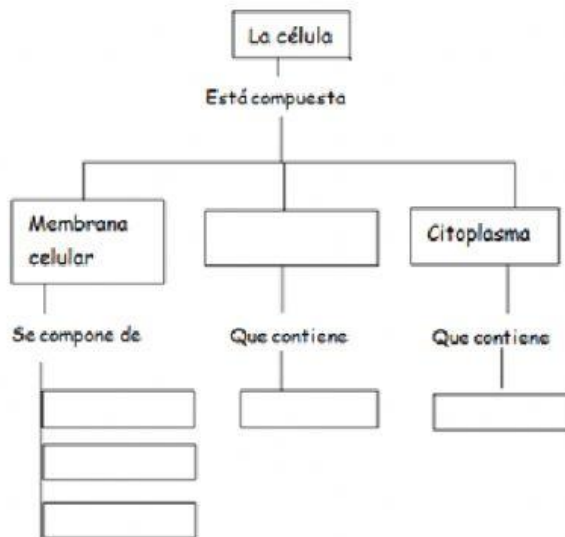 La célula
Está compuesta
Membrana
celular
Citoplasma
Se compone de
Que contiene
Que contiene